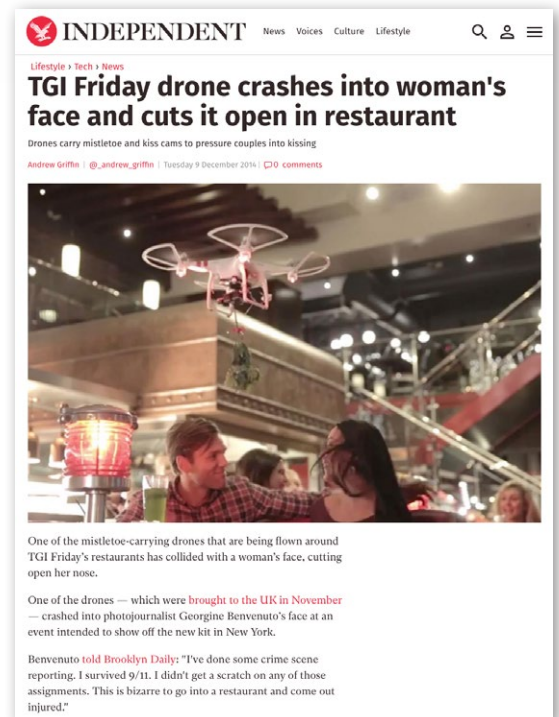 INDEPENDENT
News Voices Culture Lifestyle
Lifestyle › Tech › News
TGI Friday drone crashes into woman's
face and cuts it open in restaurant
Drones carry mistletoe and kiss cams to pressure couples into kissing
Andrew Griffin | @_andrew_griffin | Tuesday 9 December 2014 | 0 comments
One of the mistletoe-carrying drones that are being flown around
TGI Friday's restaurants has collided with a woman's face, cutting
open her nose.
One of the drones — which were brought to the UK in November
— crashed into photojournalist Georgine Benvenuto's face at an
event intended to show off the new kit in New York.
Benvenuto told Brooklyn Daily: "I've done some crime scene
reporting. I survived 9/11. I didn't get a scratch on any of those
assignments. This is bizarre to go into a restaurant and come out
injured."